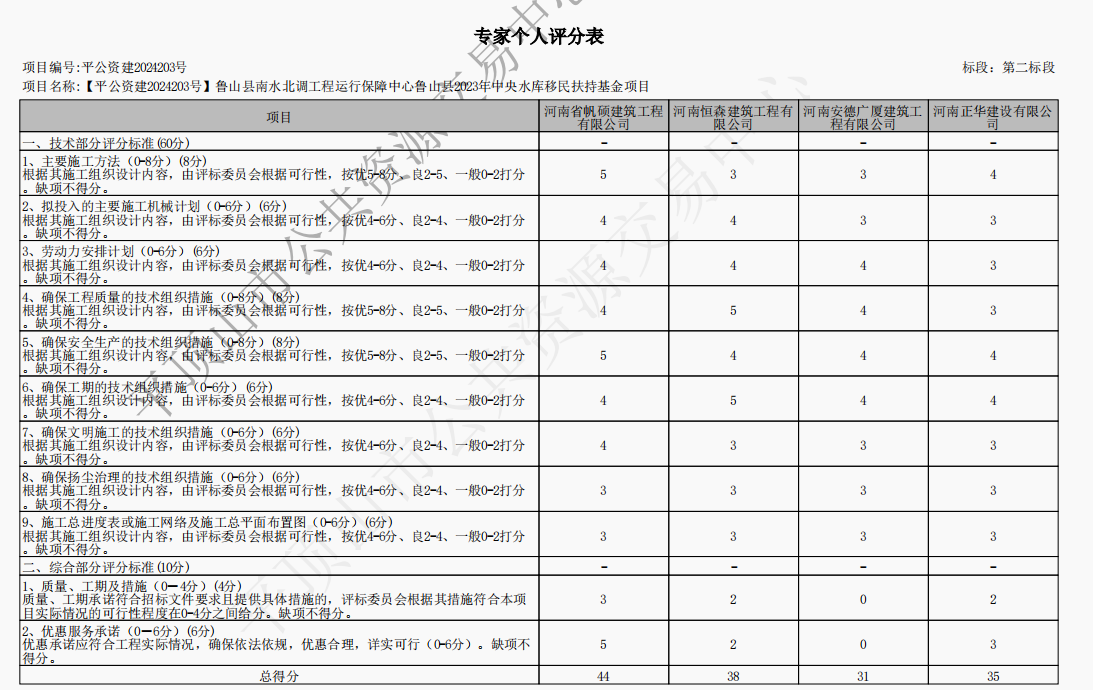 专家个人评分表
项目编号:平公资建2024203号
标段: 第二标段
项目名称:【平公资建2024203号】鲁山县南水北调工程运行保障中心鲁山县2023年中央水库移民扶持基金项目
项目
河南省帆硕建筑工程有限公司
河南恒森建筑工程有限公司
河南安德广厦建筑工程有限公司
河南正华建设有限公司
一、技术部分评分标准(60分) - - - -
1、主要施工方法（0-8分）(8分)
根据其施工组织设计内容，由评标委员会根据可行性，按优5-8分、良2-5、一般0-2打分 5 3 3 4
。缺项不得分。
2、拟投入的主要施工机械计划（0-6分）(6分)
根据其施工组织设计内容，由评标委员会根据可行性，按优4-6分、良2-4、一般0-2打分 4 4 3 3
。缺项不得分。
3、劳动力安排计划（0-6分）(6分)
根据其施工组织设计内容，由评标委员会根据可行性，按优4-6分、良2-4、一般0-2打分 4 4 4 3
。缺项不得分。
4、确保工程质量的技术组织措施（0-8分）(8分)
根据其施工组织设计内容，由评标委员会根据可行性，按优5-8分、良2-5、一般0-2打分 4 5 4 3
。缺项不得分。
5、确保安全生产的技术组织措施（0-8分）(8分)
根据其施工组织设计内容，由评标委员会根据可行性，按优5-8分、良2-5、一般0-2打分 5 4 4 4
。缺项不得分。
6、确保工期的技术组织措施（0-6分）(6分)
根据其施工组织设计内容，由评标委员会根据可行性，按优4-6分、良2-4、一般0-2打分 4 5 4 4
。缺项不得分。
7、确保文明施工的技术组织措施（0-6分）(6分)
根据其施工组织设计内容，由评标委员会根据可行性，按优4-6分、良2-4、一般0-2打分 4 3 3 3
。缺项不得分。
8、确保扬尘治理的技术组织措施（0-6分）(6分)
根据其施工组织设计内容，由评标委员会根据可行性，按优4-6分、良2-4、一般0-2打分 3 3 3 3
。缺项不得分。
9、施工总进度表或施工网络及施工总平面布置图（0-6分）(6分)
根据其施工组织设计内容，由评标委员会根据可行性，按优4-6分、良2-4、一般0-2打分 3 3 3 3
。缺项不得分。
二、综合部分评分标准(10分) - - - -
1、质量、工期及措施（0—4分）(4分)
质量、工期承诺符合招标文件要求且提供具体措施的，评标委员会根据其措施符合本项 3 2 0 2
目实际情况的可行性程度在0-4分之间给分。缺项不得分。
2、优惠服务承诺（0—6分）(6分)
优惠承诺应符合工程实际情况，确保依法依规，优惠合理，详实可行（0-6分）。缺项不 5 2 0 3
得分。
总得分 44 38 31 35
平顶山市公共资源交易中心
平顶山市公共资源交易中心